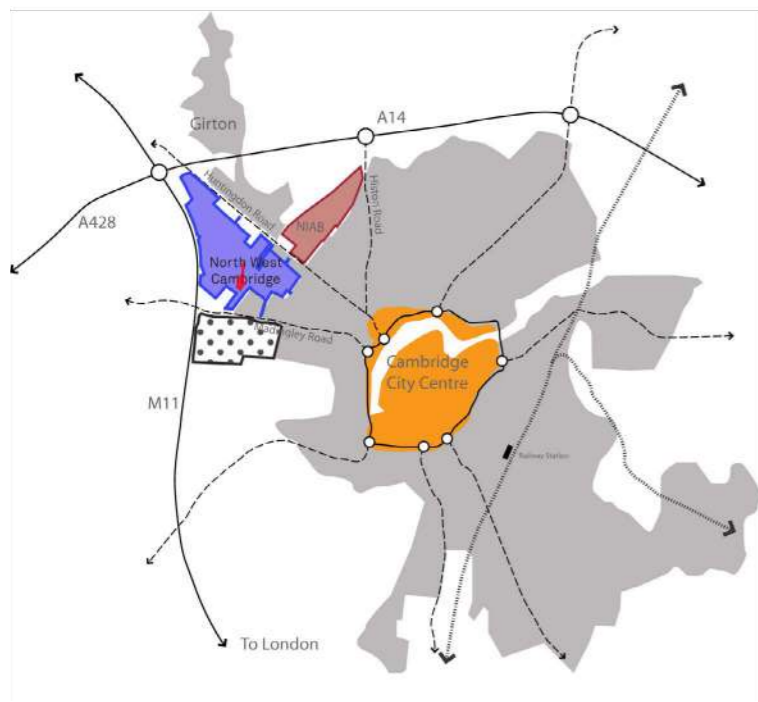 A14
Girton
Huntingdon Road
Histon Road
NIAB
A428
North West
Cambridge
Madingley Road
Cambridge
City Centre
M11
Railway Station
To London